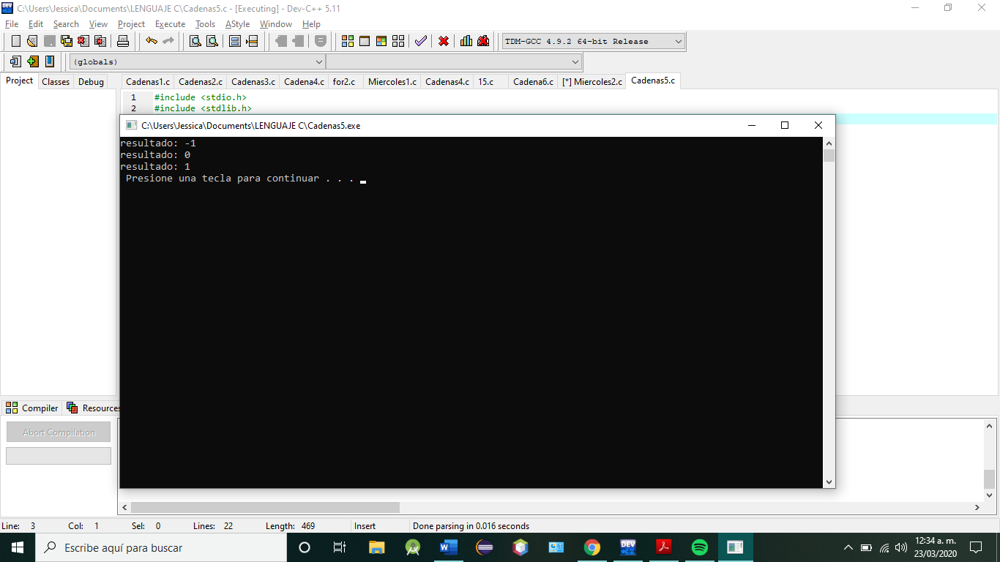 C:\Users\Jessica\Documents\LENGUAJE C\Cadenas5.c - [Executing] - Dev-C++ 5.11
File Edit Search View Project Execute Tools AStyle Window Help
TDM-GCC 4.9.2 64-bit Release
(globals)
Project Classes Debug
Cadenas1.c Cadenas2.c Cadenas3.c Cadena4.c for2.c Miercoles1.c Cadenas4.c 15.c Cadena6.c [*] Miercoles2.c Cadenas5.c
1 #include <stdio.h>
2 #include <stdlib.h>
C:\Users\Jessica\Documents\LENGUAJE C\Cadenas5.exe
resultado: -1
resultado: 0
resultado: 1
Presione una tecla para continuar . . .
Compiler Resources
Abort Compilation
Line: 3 Col: 1 Sel: 0 Lines: 22 Length: 469 Insert Done parsing in 0.016 seconds
Escribe aquí para buscar
DEV
12:34 a. m.
23/03/2020